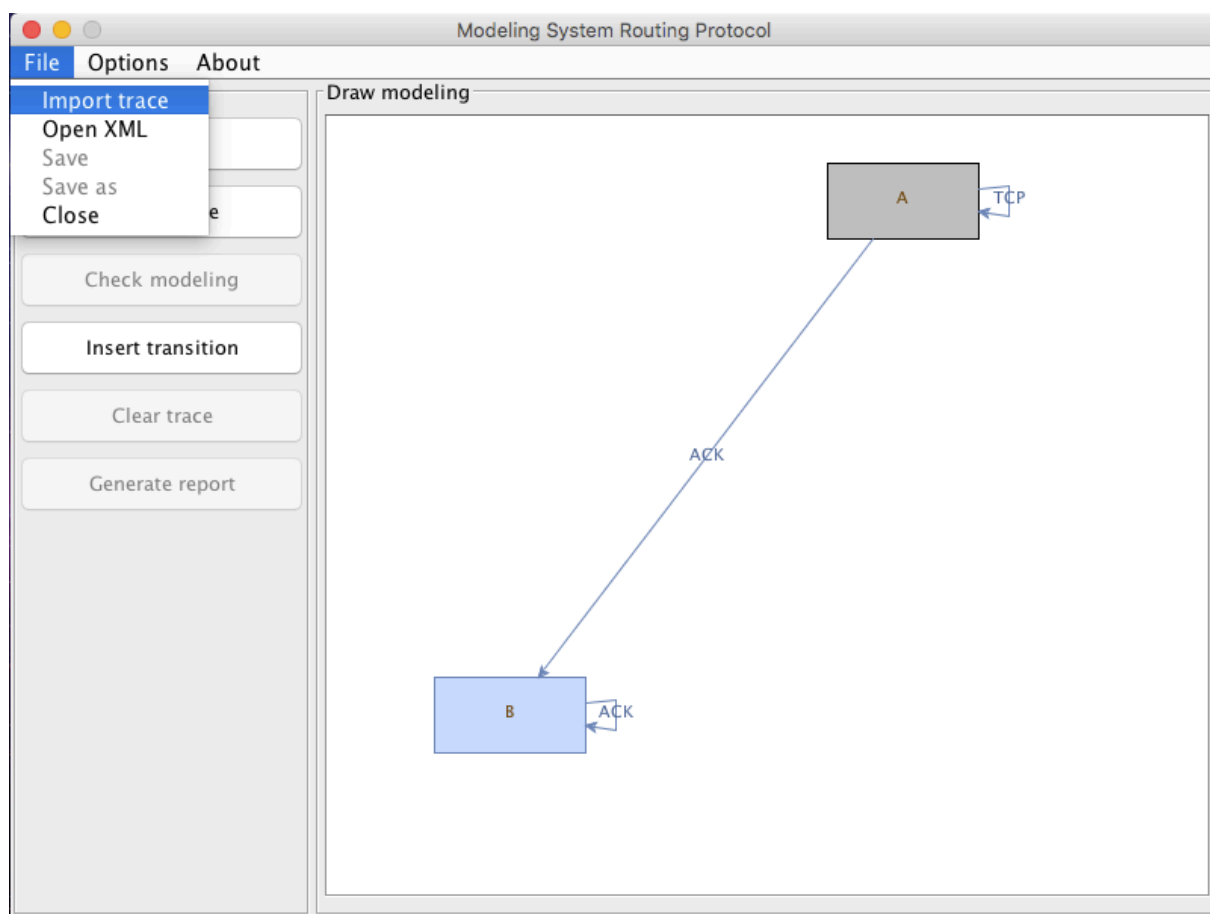 Modeling System Routing Protocol
File Options About
Import trace
Open XML
Save
Save as
Close
Check modeling
Insert transition
Clear trace
Generate report
Draw modeling
A
TCP
ACK
B
ACK